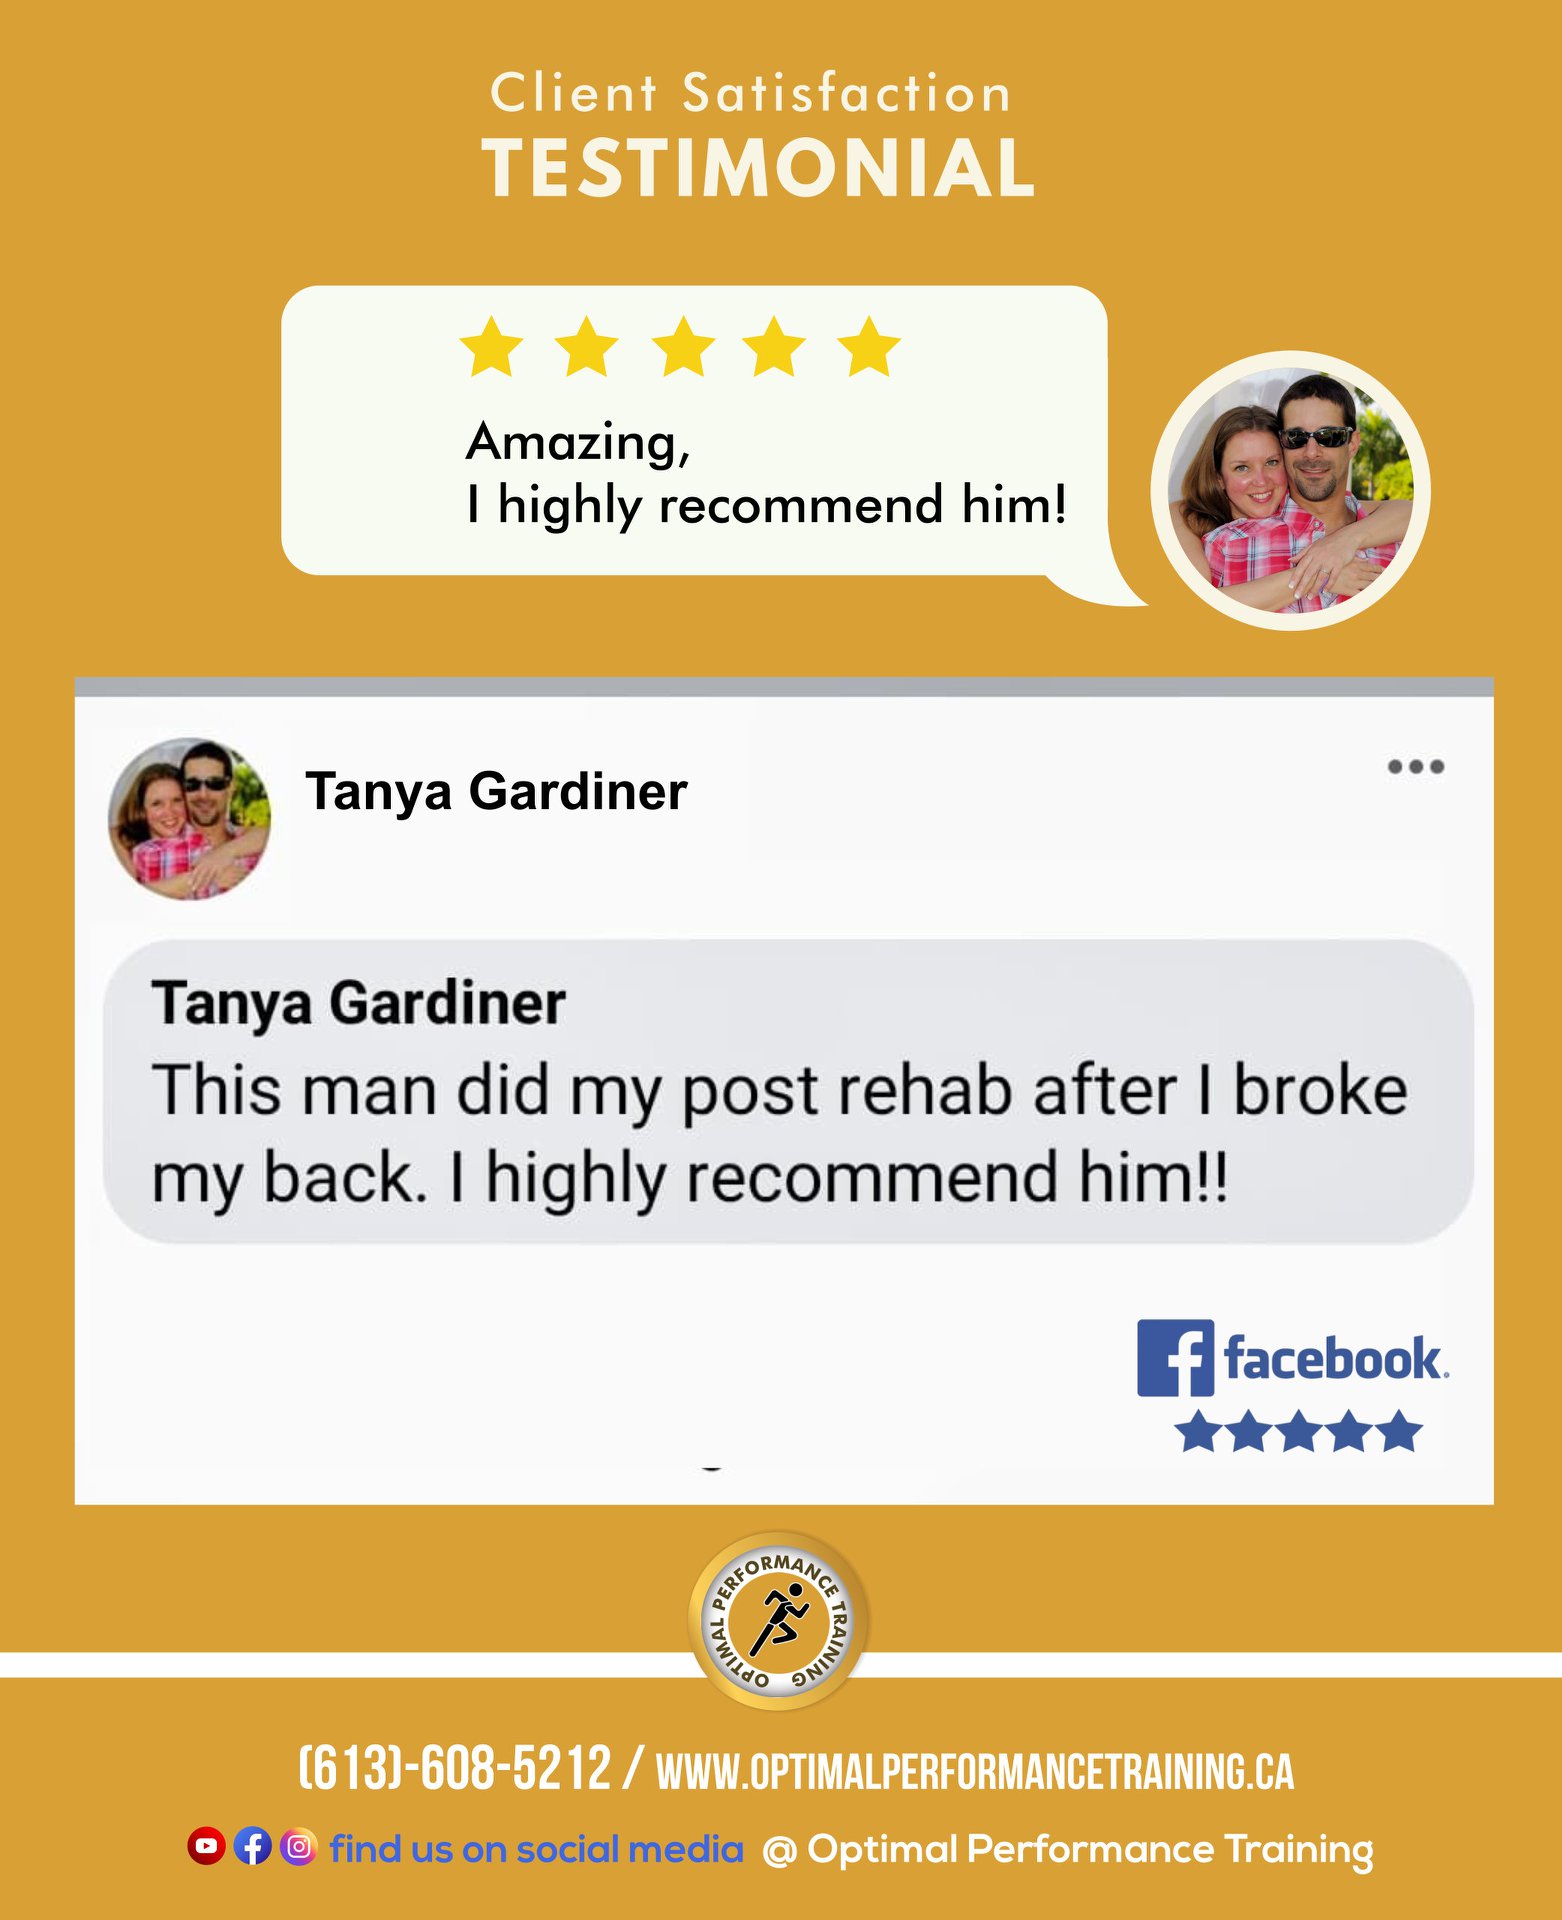 Client Satisfaction
TESTIMONIAL
Amazing,
I highly recommend him!
Tanya Gardiner
Tanya Gardiner
This man did my post rehab after I broke
my back. I highly recommend him!!
facebook
OPTIMAL PERFORMANCE TRAINING
(613)-608-5212 / WWW.OPTIMALPERFORMANCETRAINING.CA
find us on social media @ Optimal Performance Training